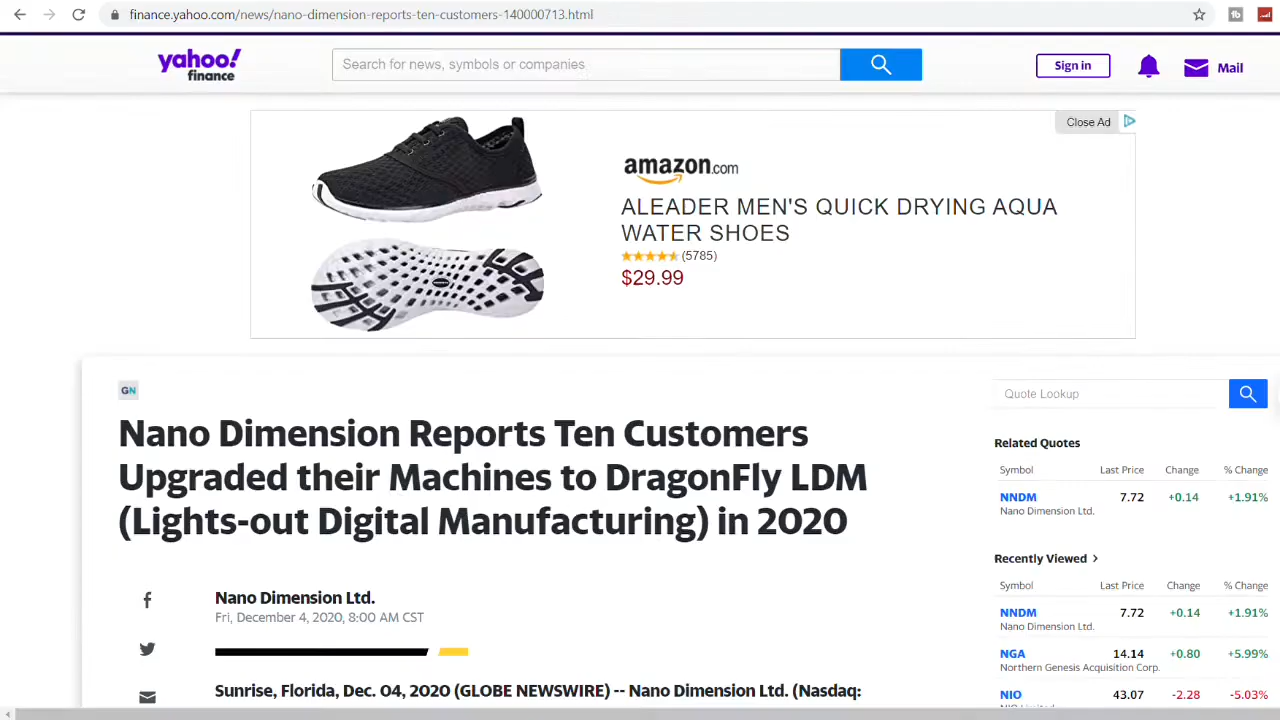 finance.yahoo.com/news/nano-dimension-reports-ten-customers-140000713.html
yahoo!
finance
Search for news, symbols or companies
Sign in
Mail
Close Ad
amazon.com
ALEADER MEN'S QUICK DRYING AQUA
WATER SHOES
(5785)
$29.99
GN
Nano Dimension Reports Ten Customers
Upgraded their Machines to DragonFly LDM
(Lights-out Digital Manufacturing) in 2020
Nano Dimension Ltd.
Fri, December 4, 2020, 8:00 AM CST
Sunrise, Florida, Dec. 04, 2020 (GLOBE NEWSWIRE) -- Nano Dimension Ltd. (Nasdaq:
Quote Lookup
Related Quotes
Symbol Last Price Change % Change
NNDM 7.72 +0.14 +1.91%
Nano Dimension Ltd.
Recently Viewed >
Symbol Last Price Change % Change
NNDM 7.72 +0.14 +1.91%
Nano Dimension Ltd.
NGA 14.14 +0.80 +5.99%
Northern Genesis Acquisition Corp.
NIO 43.07 -2.28 -5.03%